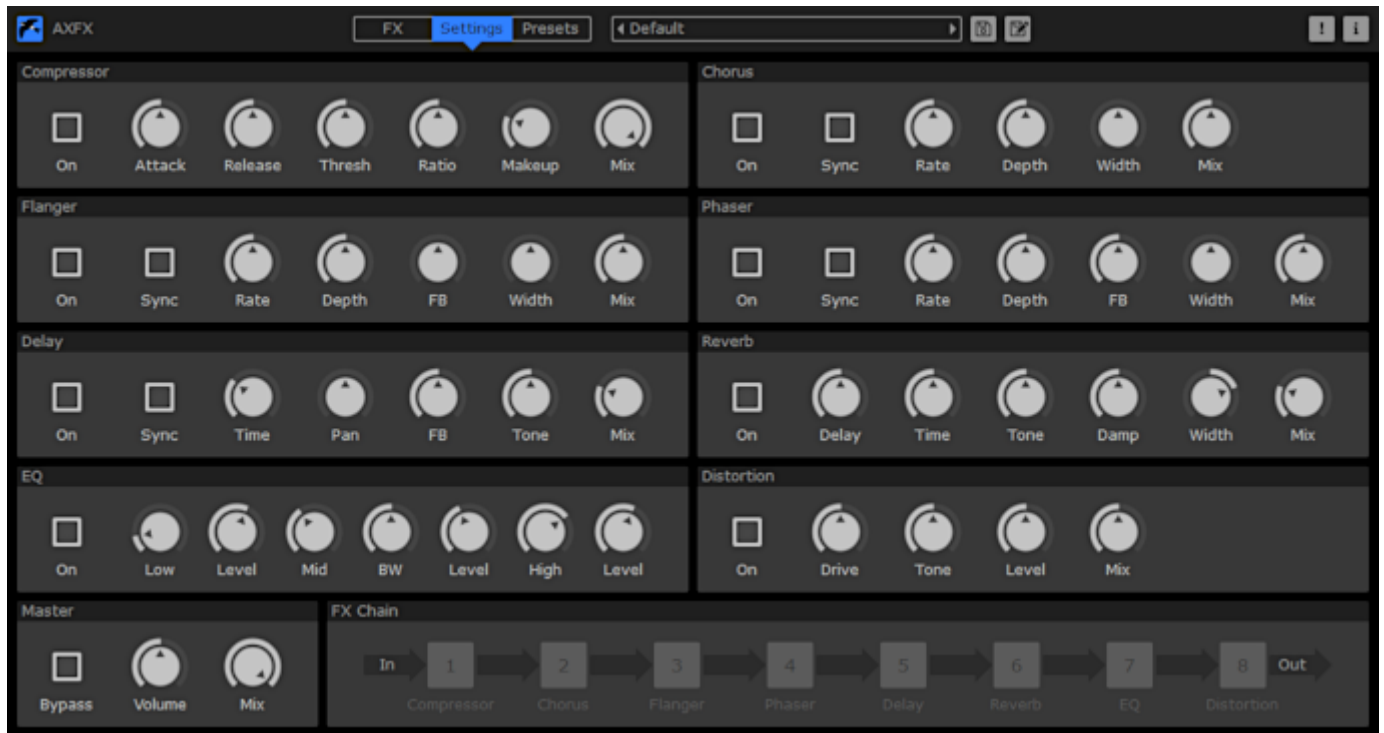 AXFX FX Settings Presets Default ! i
Compressor Chorus
On Attack Release Thresh Ratio Makeup Mix On Sync Rate Depth Width Mix
Flanger Phaser
On Sync Rate Depth FB Width Mix On Sync Rate Depth FB Width Mix
Delay Reverb
On Sync Time Pan FB Tone Mix On Delay Time Tone Damp Width Mix
EQ Distortion
On Low Level Mid BW Level High Level On Drive Tone Level Mix
Master FX Chain
In 1 2 3 4 5 6 7 8 Out
Bypass Volume Mix Compressor Chorus Flanger Phaser Delay Reverb EQ Distortion